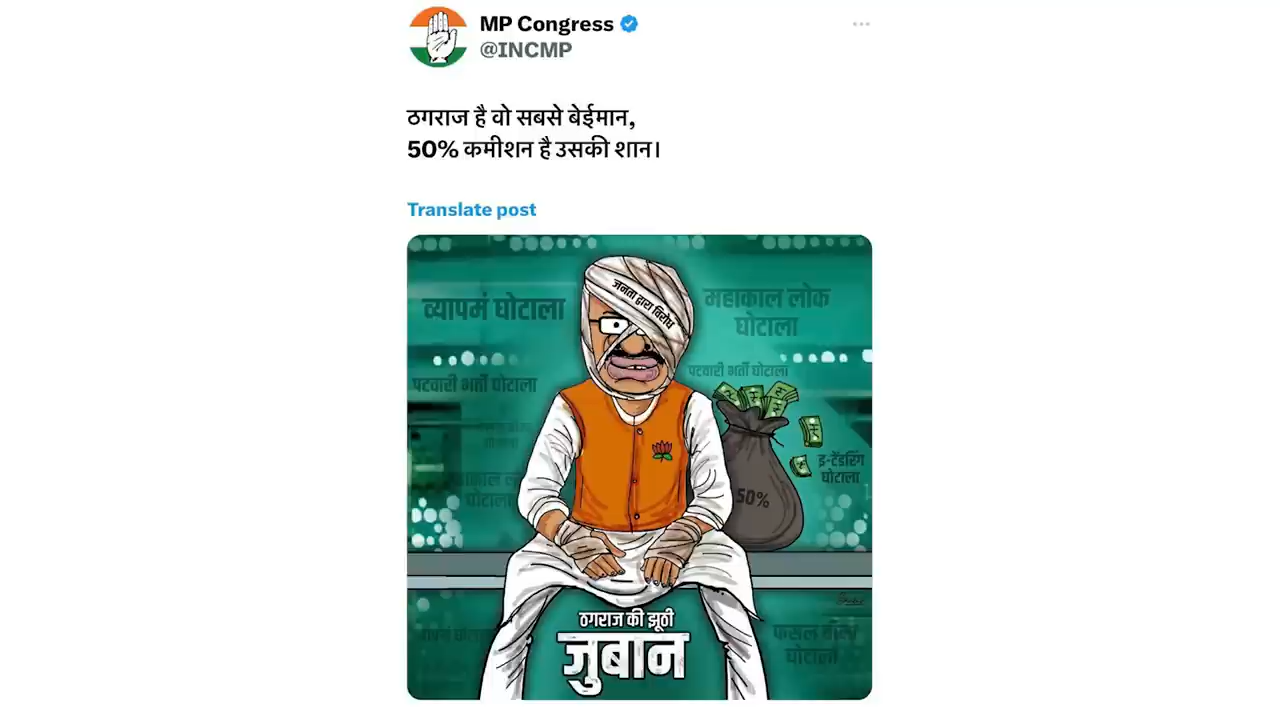 MP Congress
@INCMP
ठगराज है वो सबसे बेईमान,
50% कमीशन है उसकी शान।
Translate post
जनता द्वारा विरोध
व्यापमं घोटाला
महाकाल लोक
घोटाला
पटवारी भर्ती घोटाला
पटवारी भर्ती घोटाला
इ-टेंडरिंग
घोटाला
50%
घोटाला
ठगराज की झूठी
जुबान
फसल बीमा
घोटाला